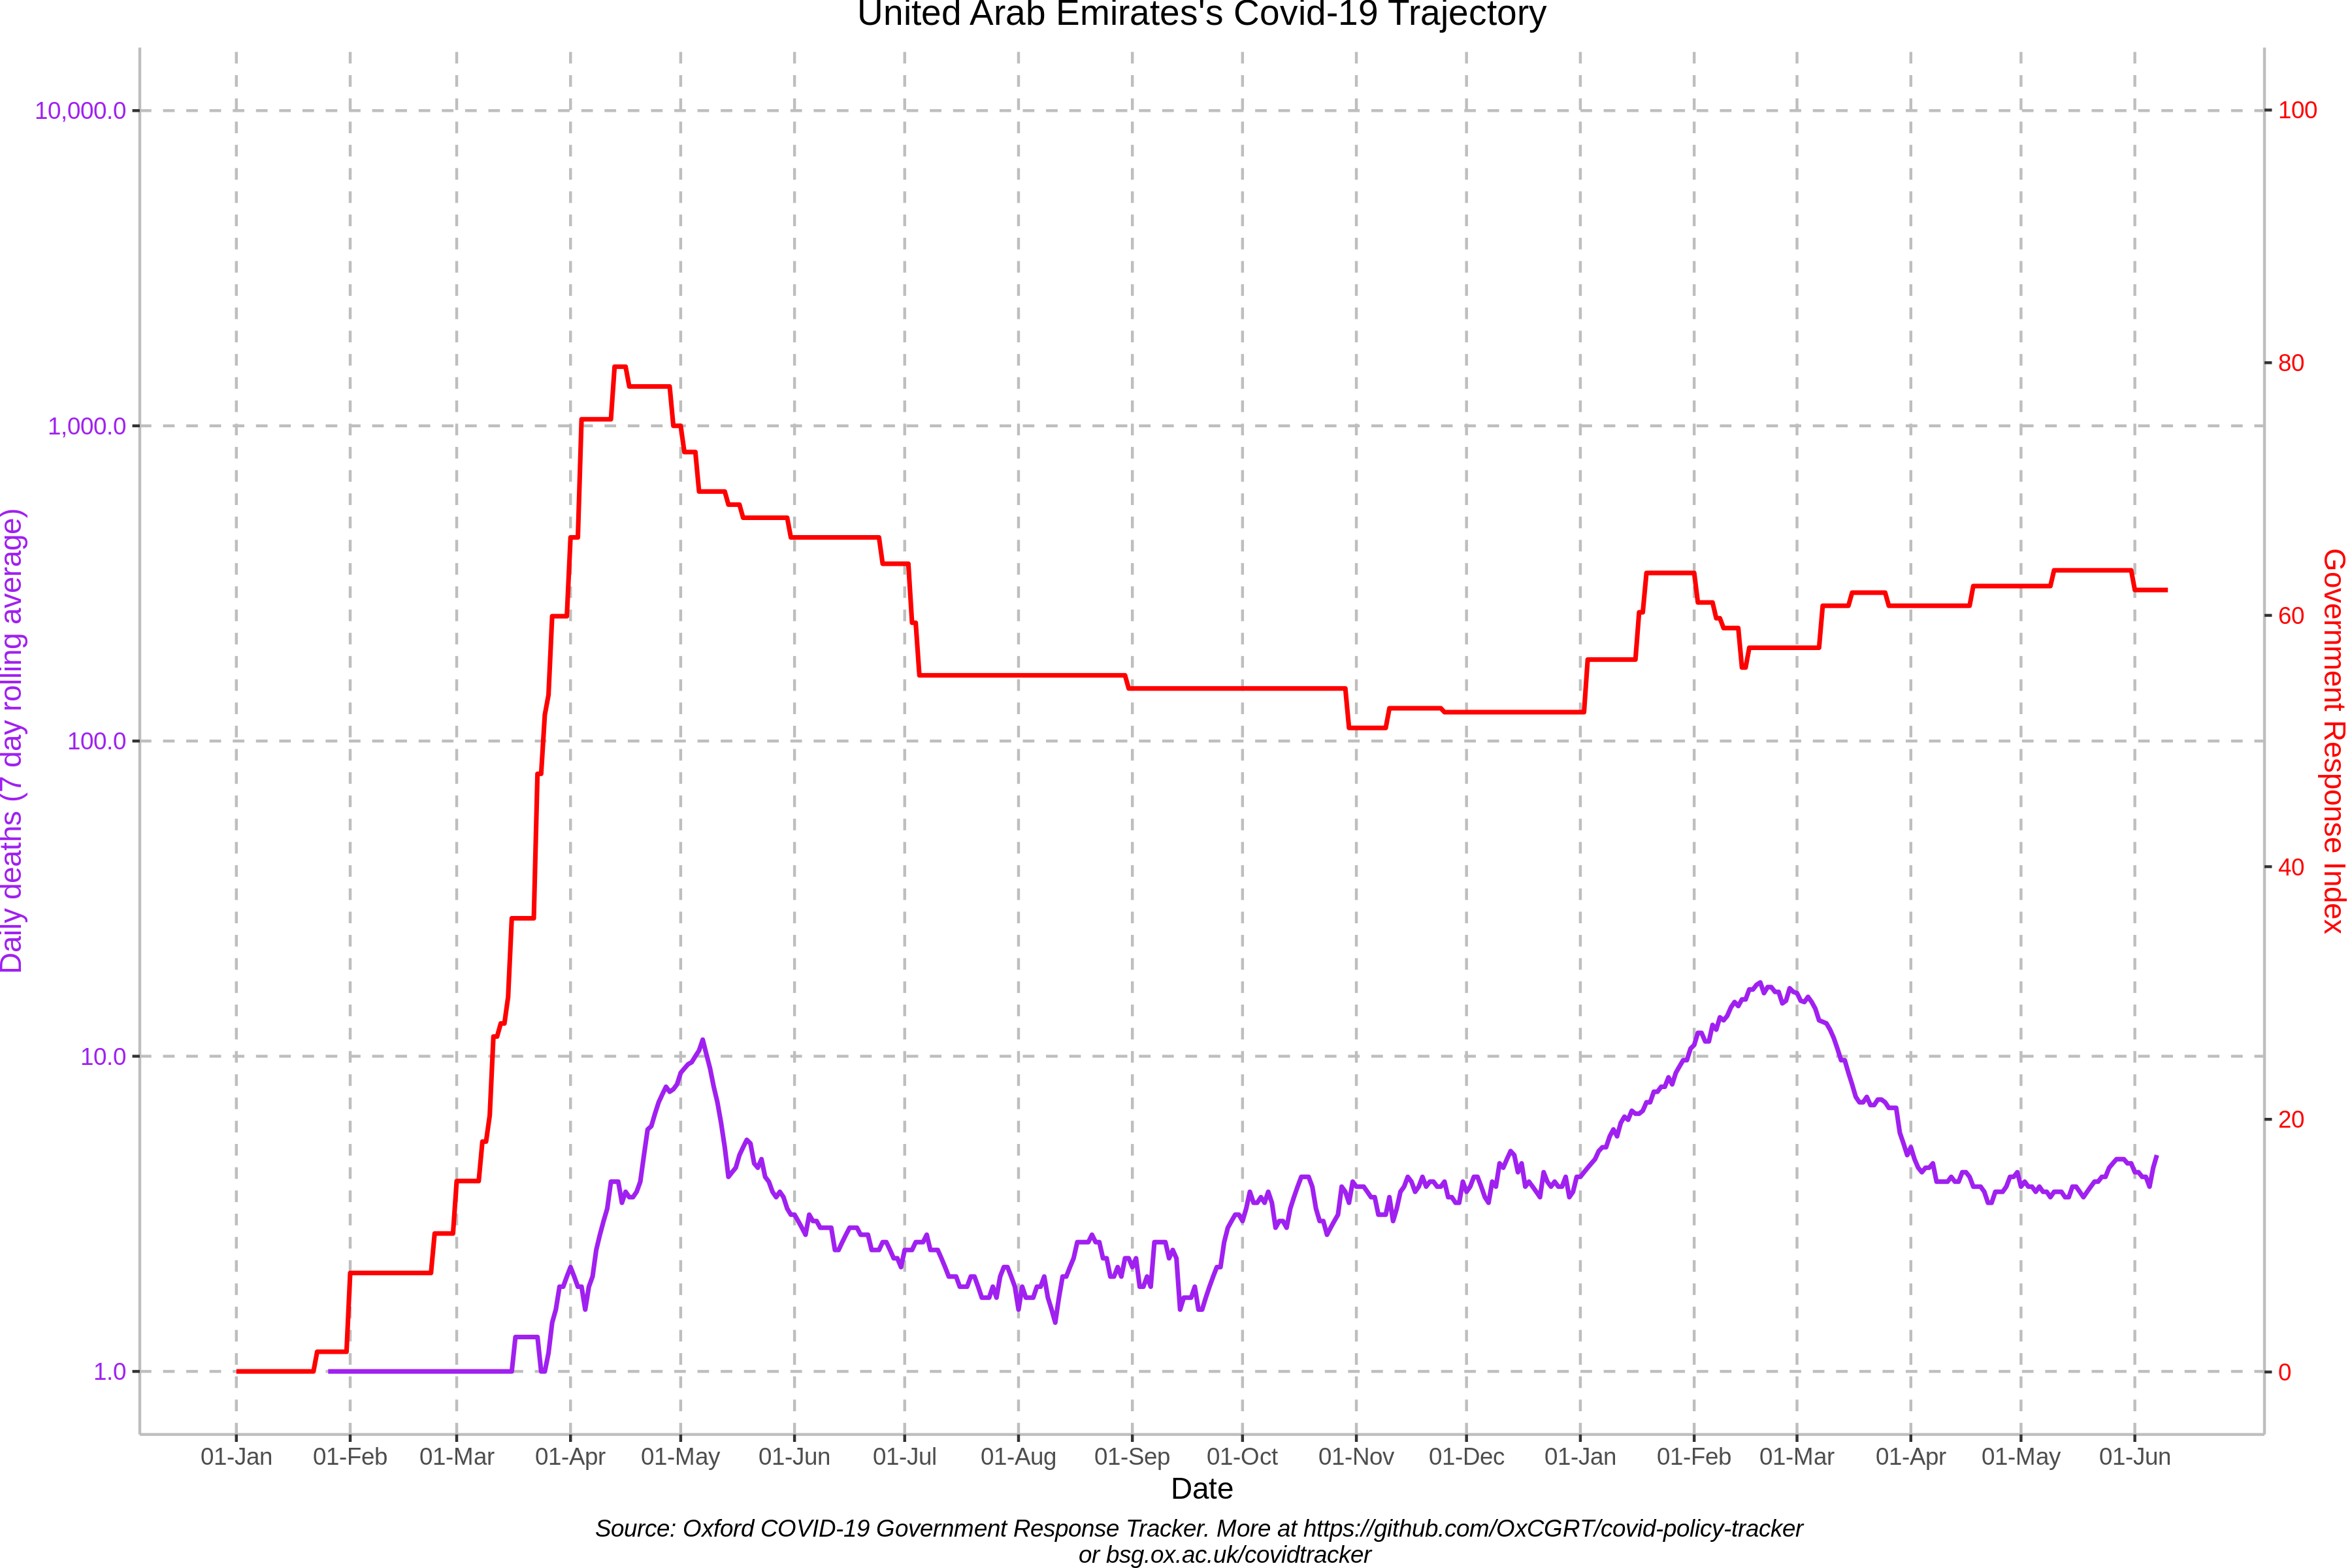 United Arab Emirates's Covid-19 Trajectory
10,000.0
1,000.0
100.0
10.0
1.0
Daily deaths (7 day rolling average)
100
80
60
40
20
0
Government Response Index
01-Jan 01-Feb 01-Mar 01-Apr 01-May 01-Jun 01-Jul 01-Aug 01-Sep 01-Oct 01-Nov 01-Dec 01-Jan 01-Feb 01-Mar 01-Apr 01-May 01-Jun
Date
Source: Oxford COVID-19 Government Response Tracker. More at https://github.com/OxCGRT/covid-policy-tracker
or bsg.ox.ac.uk/covidtracker